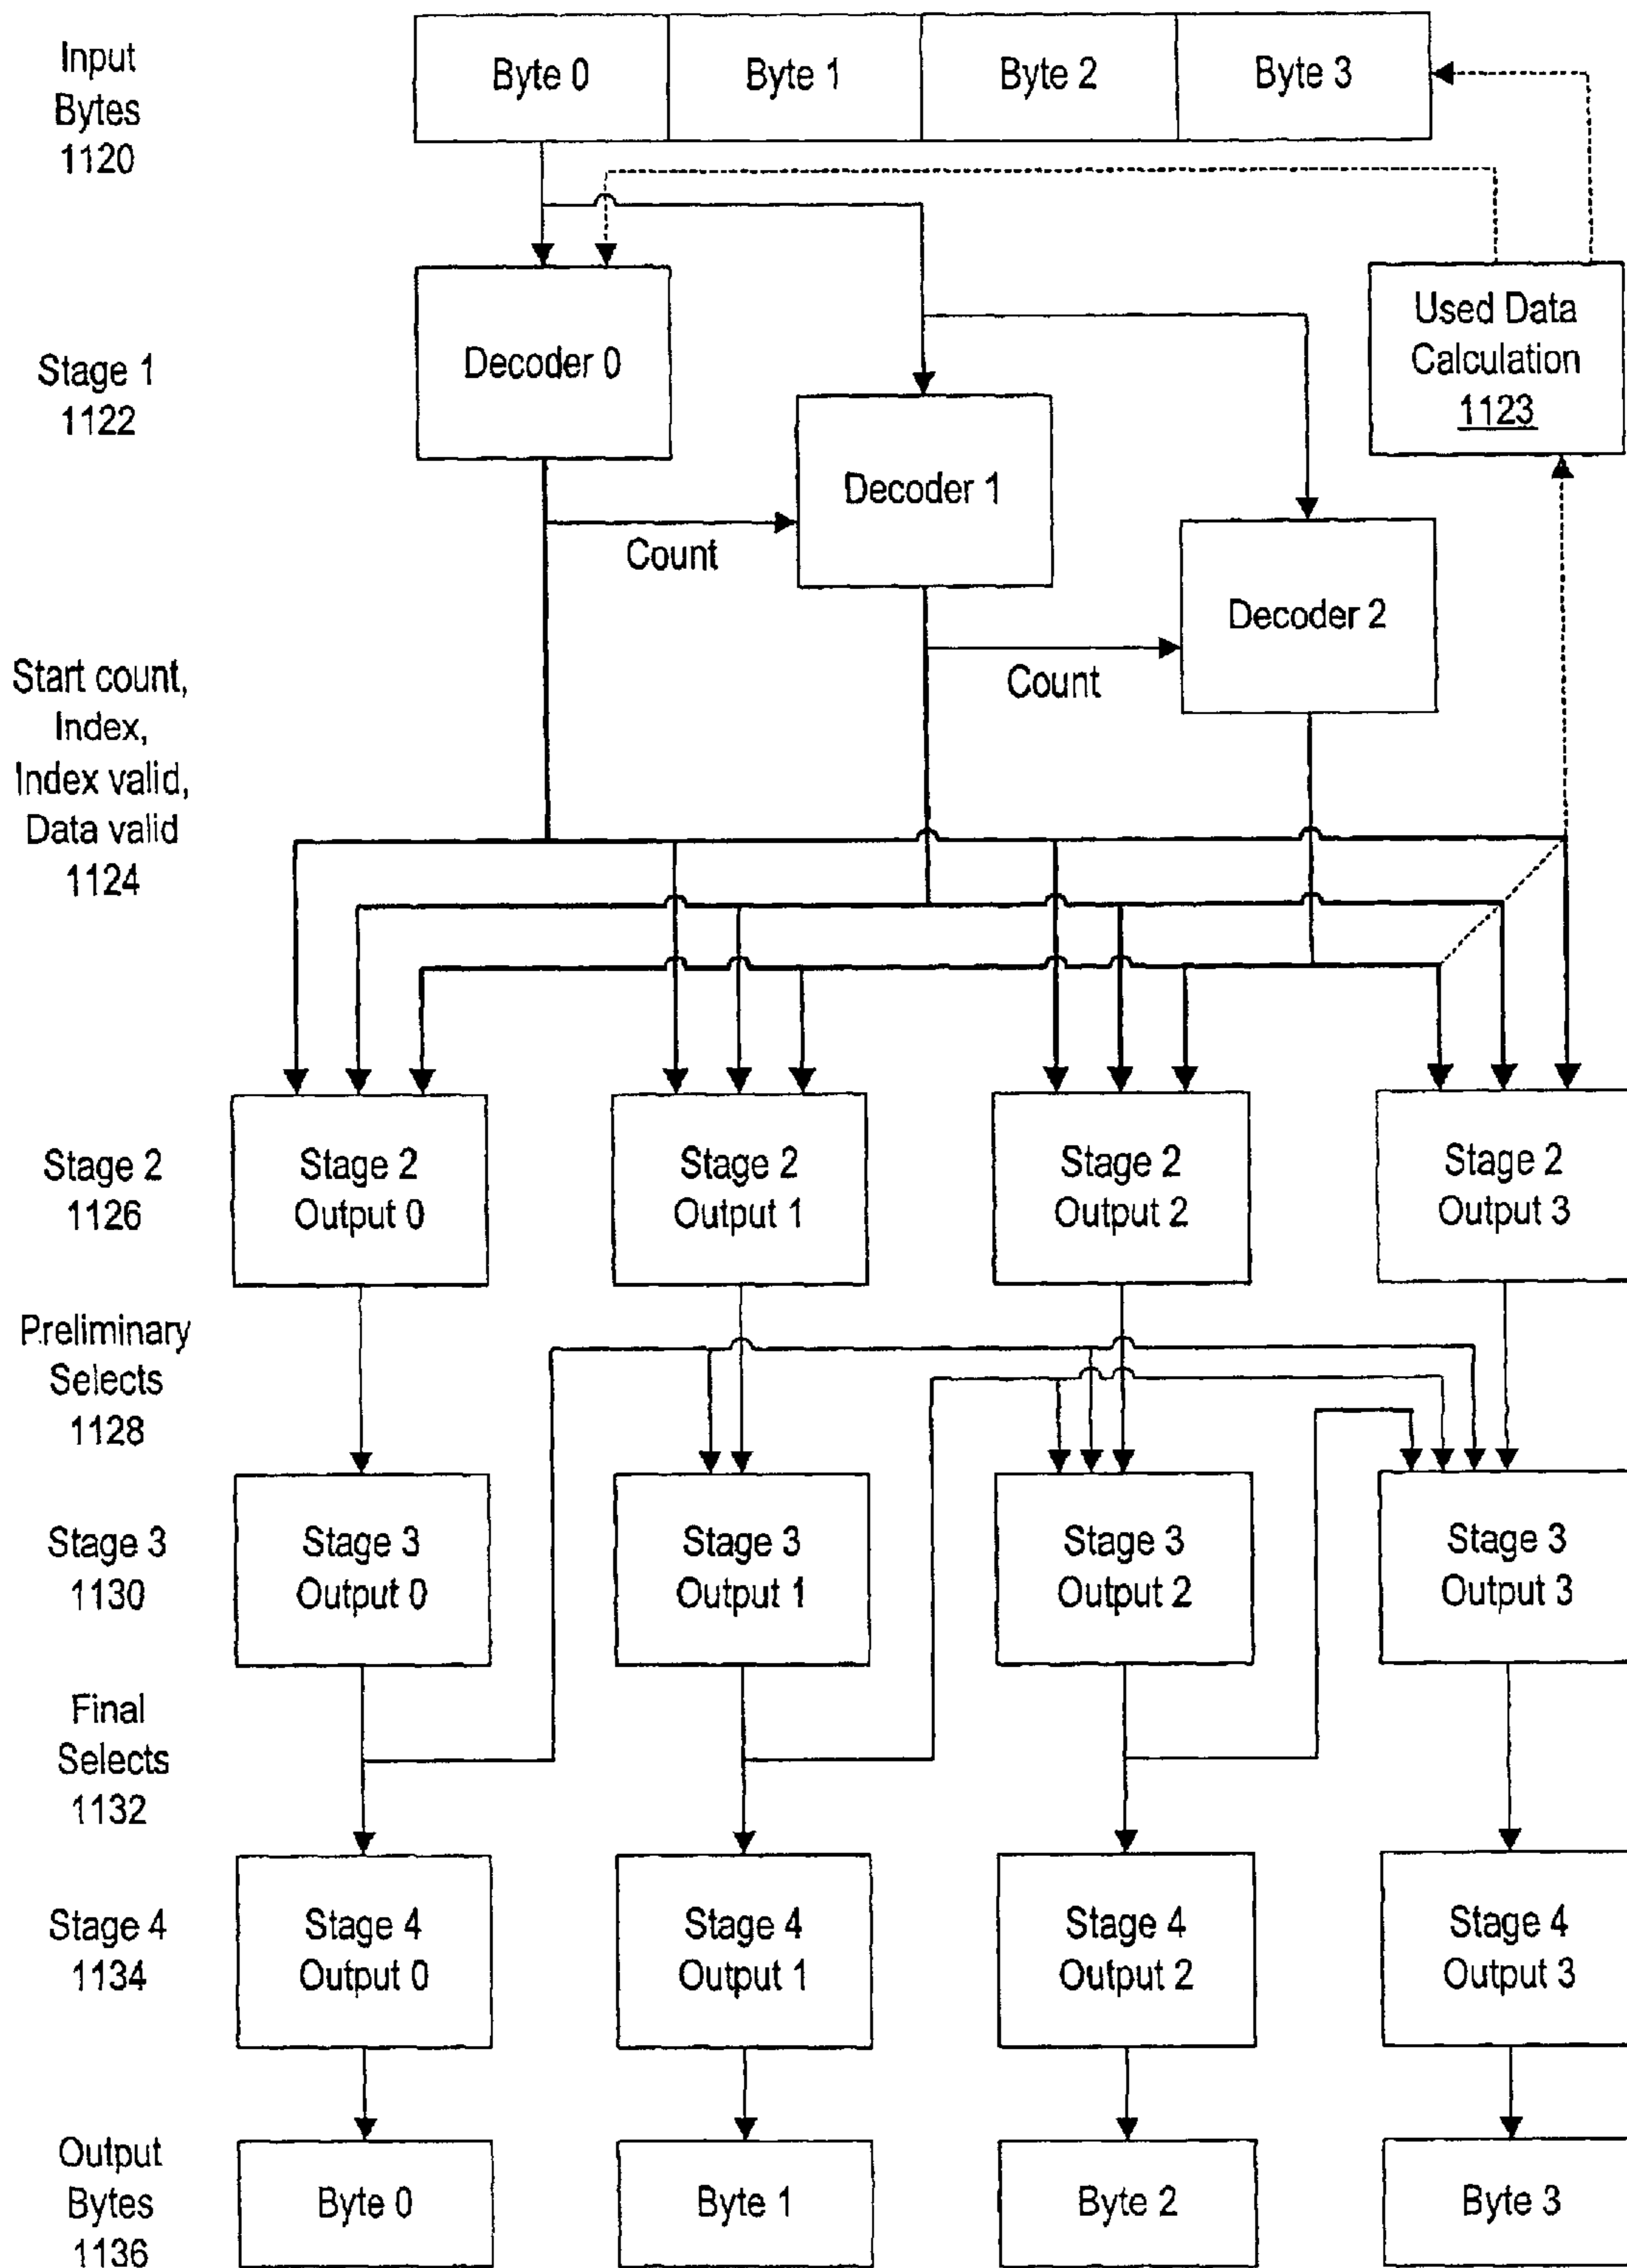 Input
Bytes
1120
Byte 0
Byte 1
Byte 2
Byte 3
Stage 1
1122
Decoder 0
Used Data
Calculation
1123
Decoder 1
Count
Decoder 2
Count
Start count,
Index,
Index valid,
Data valid
1124
Stage 2
1126
Stage 2
Output 0
Stage 2
Output 1
Stage 2
Output 2
Stage 2
Output 3
Preliminary
Selects
1128
Stage 3
1130
Stage 3
Output 0
Stage 3
Output 1
Stage 3
Output 2
Stage 3
Output 3
Final
Selects
1132
Stage 4
1134
Stage 4
Output 0
Stage 4
Output 1
Stage 4
Output 2
Stage 4
Output 3
Output
Bytes
1136
Byte 0
Byte 1
Byte 2
Byte 3